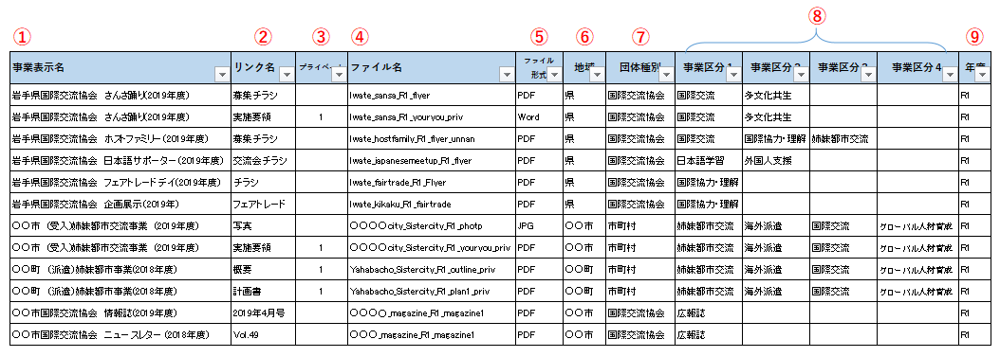 ① ② ③ ④ ⑤ ⑥ ⑦ ⑧ ⑨
事業表示名 リンク名 プライベー ファイル名 ファイル形式 地域 団体種別 事業区分1 事業区分2 事業区分3 事業区分4 年度
岩手県国際交流協会 さんさ踊り(2019年度) 募集チラシ Iwate_sansa_R1_flyer PDF 県 国際交流協会 国際交流 多文化共生 R1
岩手県国際交流協会 さんさ踊り(2019年度) 実施要領 1 Iwate_sansa_R1_youryou_priv Word 県 国際交流協会 国際交流 多文化共生 R1
岩手県国際交流協会 ホストファミリー(2019年度) 募集チラシ Iwate_hostfamily_R1_flyer_unnan PDF 県 国際交流協会 国際交流 国際協力・理解 姉妹都市交流 R1
岩手県国際交流協会 日本語サポーター(2019年度) 交流会チラシ Iwate_japanesemeetup_R1_flyer PDF 県 国際交流協会 日本語学習 外国人支援 R1
岩手県国際交流協会 フェアトレードデイ(2019年度) チラシ Iwate_fairtrade_R1_Flyer PDF 県 国際交流協会 国際協力・理解 R1
岩手県国際交流協会 企画展示(2019年) フェアトレード Iwate_kikaku_R1_fairtrade PDF 県 国際交流協会 国際協力・理解 R1
〇〇市 (受入)姉妹都市交流事業 (2019年度) 写真 〇〇〇〇city_Sistercity_R1_photp JPG 〇〇市 市町村 姉妹都市交流 海外派遣 国際交流 グローバル人材育成 R1
〇〇市 (受入)姉妹都市交流事業 (2019年度) 実施要領 1 〇〇〇〇city_Sistercity_R1_youryou_priv PDF 〇〇市 市町村 姉妹都市交流 海外派遣 国際交流 グローバル人材育成 R1
〇〇町 (派遣)姉妹都市事業(2018年度) 概要 1 Yahabacho_Sistercity_R1_outline_priv PDF 〇〇町 市町村 姉妹都市交流 海外派遣 国際交流 グローバル人材育成 R1
〇〇町 (派遣)姉妹都市事業(2018年度) 計画書 1 Yahabacho_Sistercity_R1_plan1_priv PDF 〇〇町 市町村 姉妹都市交流 海外派遣 国際交流 グローバル人材育成 R1
〇〇市国際交流協会 情報誌(2019年度) 2019年4月号 〇〇〇〇_magazine_R1_magazine1 PDF 〇〇市 国際交流協会 広報誌 R1
〇〇市国際交流協会 ニュースレター (2018年度) Vol.49 〇〇〇_magazine_R1_magazine1 PDF 〇〇市 国際交流協会 広報誌 R1